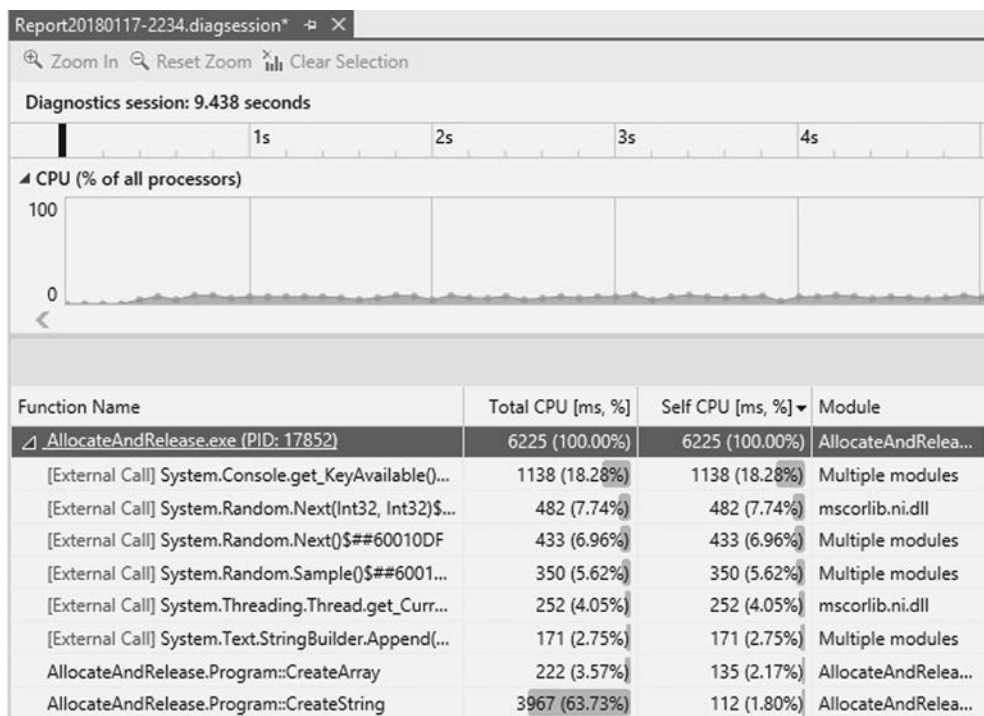 Report20180117-2234.diagsession*
Zoom In Reset Zoom Clear Selection
Diagnostics session: 9.438 seconds
1s 2s 3s 4s
CPU (% of all processors)
100
0
Function Name Total CPU [ms, %] Self CPU [ms, %] Module
AllocateAndRelease.exe (PID: 17852) 6225 (100.00%) 6225 (100.00%) AllocateAndRelea...
[External Call] System.Console.get_KeyAvailable()... 1138 (18.28%) 1138 (18.28%) Multiple modules
[External Call] System.Random.Next(Int32, Int32)$... 482 (7.74%) 482 (7.74%) mscorlib.ni.dll
[External Call] System.Random.Next()$##60010DF 433 (6.96%) 433 (6.96%) Multiple modules
[External Call] System.Random.Sample()$##6001... 350 (5.62%) 350 (5.62%) Multiple modules
[External Call] System.Threading.Thread.get_Curr... 252 (4.05%) 252 (4.05%) mscorlib.ni.dll
[External Call] System.Text.StringBuilder.Append(... 171 (2.75%) 171 (2.75%) Multiple modules
AllocateAndRelease.Program::CreateArray 222 (3.57%) 135 (2.17%) AllocateAndRelea...
AllocateAndRelease.Program::CreateString 3967 (63.73%) 112 (1.80%) AllocateAndRelea...